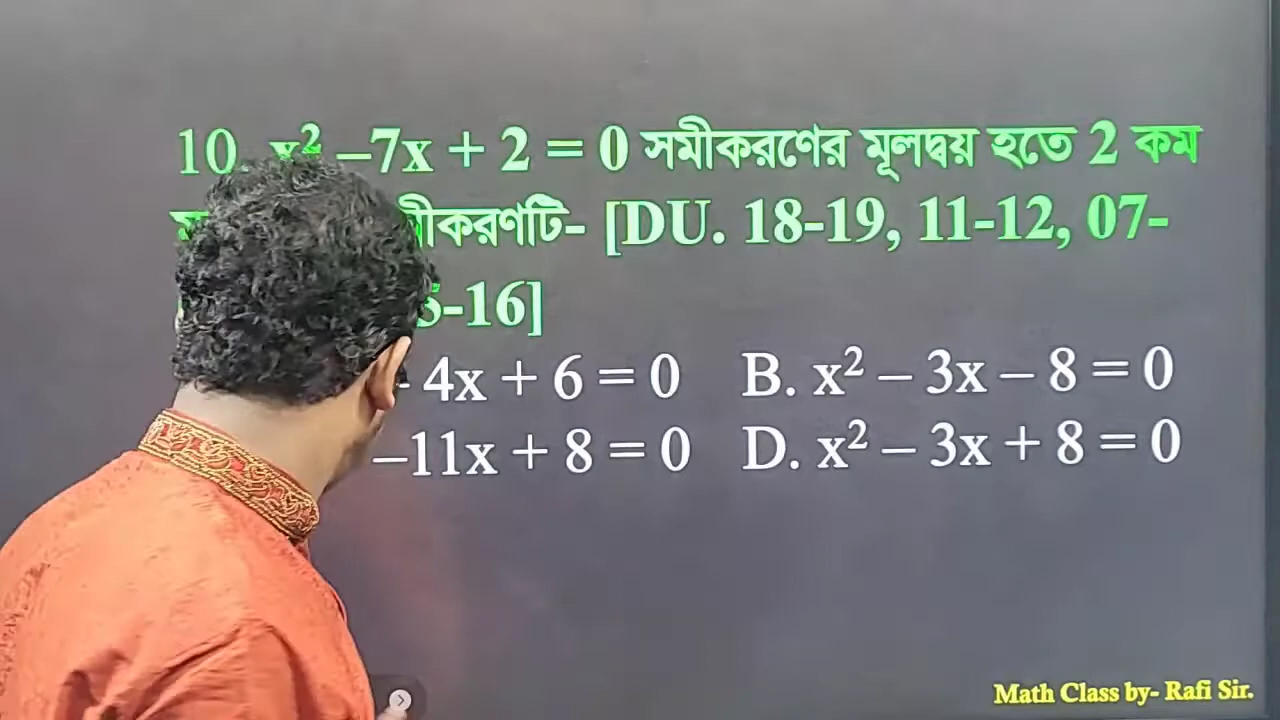 10. x² –7x + 2 = 0 সমীকরণের মূলদ্বয় হতে 2 কম
[DU. 18-19, 11-12, 07-
-16]
4x + 6 = 0 B. x² – 3x – 8 = 0
–11x + 8 = 0 D. x² – 3x + 8 = 0
Math Class by- Rafi Sir.